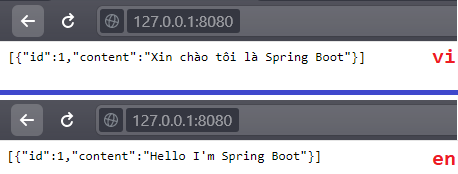 127.0.0.1:8080
[{"id":1,"content":"Xin chào tôi là Spring Boot"}]
vi
127.0.0.1:8080
[{"id":1,"content":"Hello I'm Spring Boot"}]
en